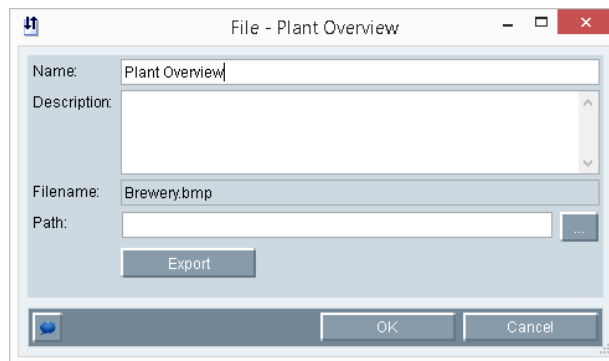 File - Plant Overview
Name: Plant Overview
Description:
Filename: Brewery.bmp
Path: ...
Export
OK Cancel